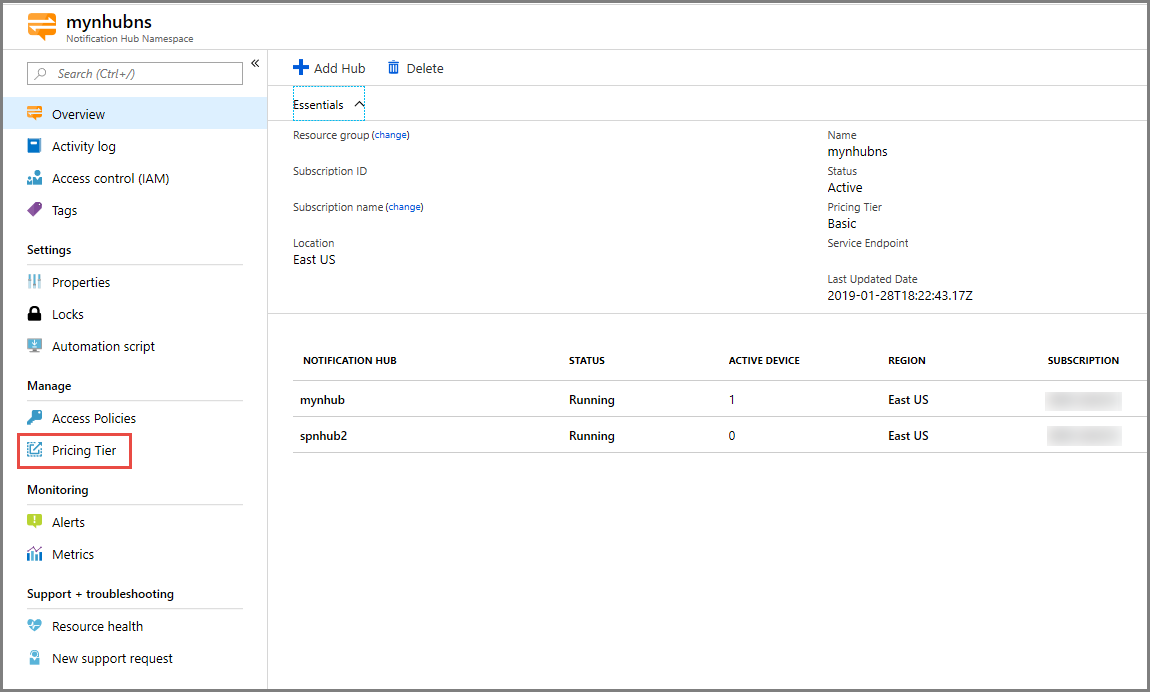 mynhubns
Notification Hub Namespace
Search (Ctrl+/)
«
Overview
Activity log
Access control (IAM)
Tags
Settings
Properties
Locks
Automation script
Manage
Access Policies
Pricing Tier
Monitoring
Alerts
Metrics
Support + troubleshooting
Resource health
New support request
Add Hub Delete
Essentials
Resource group (change)
Subscription ID
Subscription name (change)
Location
East US
Name
mynhubns
Status
Active
Pricing Tier
Basic
Service Endpoint
Last Updated Date
2019-01-28T18:22:43.17Z
NOTIFICATION HUB STATUS ACTIVE DEVICE REGION SUBSCRIPTION
mynhub Running 1 East US
spnhub2 Running 0 East US